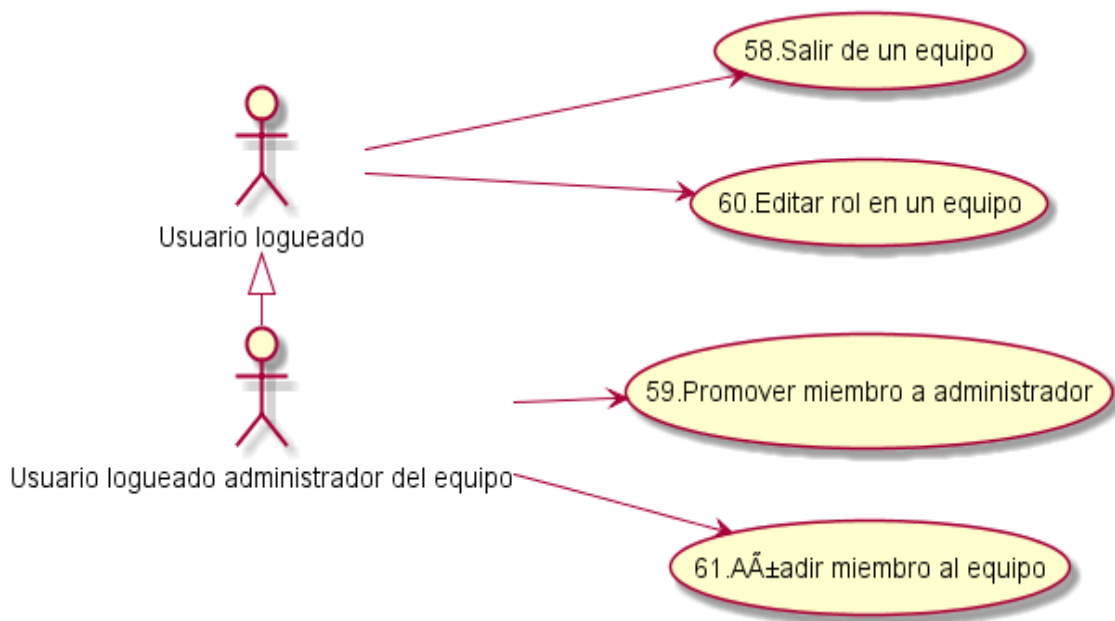 58.Salir de un equipo
60.Editar rol en un equipo
Usuario logueado
59.Promover miembro a administrador
Usuario logueado administrador del equipo
61.AÃ±adir miembro al equipo